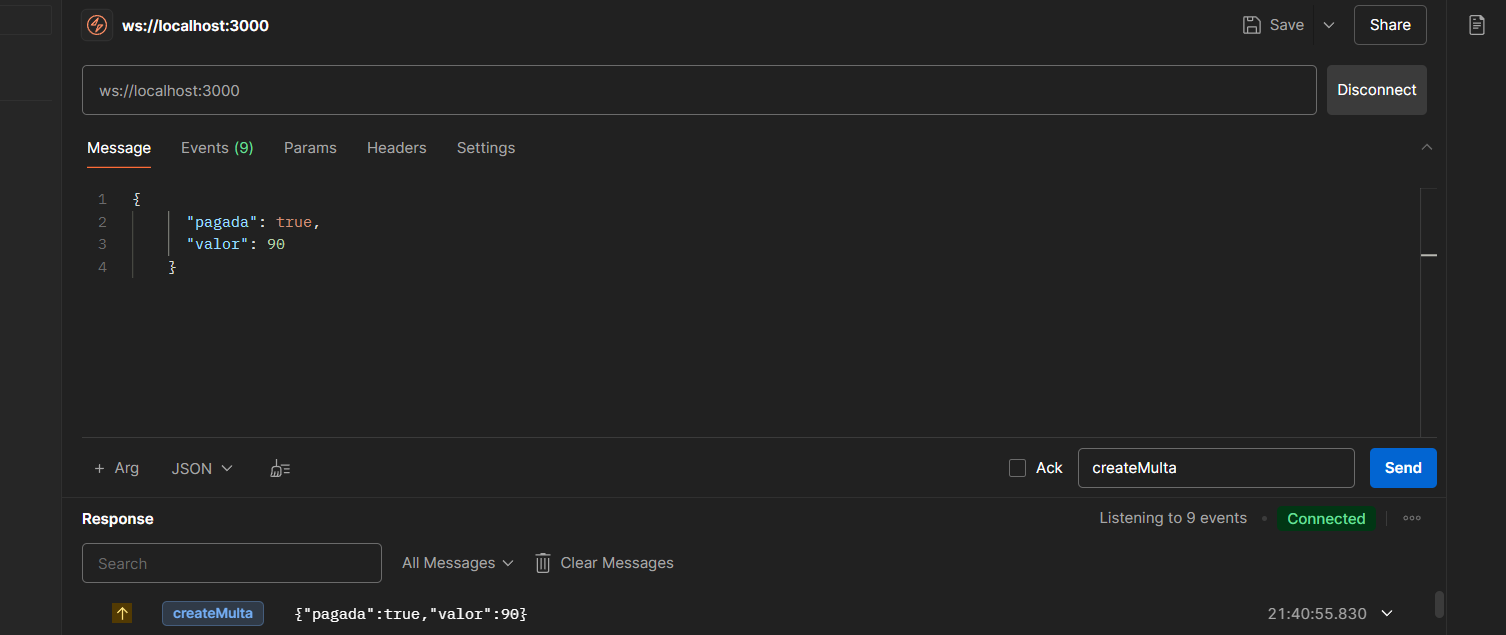 ws://localhost:3000
Save
Share
ws://localhost:3000
Disconnect
Message Events (9) Params Headers Settings
1 {
2 "pagada": true,
3 "valor": 90
4 }
+ Arg JSON
Ack
createMulta
Send
Response
Listening to 9 events • Connected
Search
All Messages
Clear Messages
createMulta {"pagada":true,"valor":90} 21:40:55.830